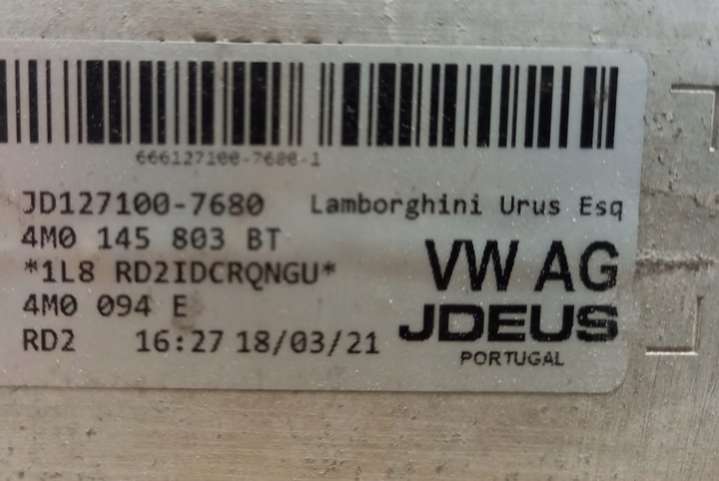 666127100-7680-1
JD127100-7680 Lamborghini Urus Esq
4M0 145 803 BT
*1L8 RD2IDCRQNGU*
4M0 094 E
RD2 16:27 18/03/21
VW AG
JDEUS
PORTUGAL